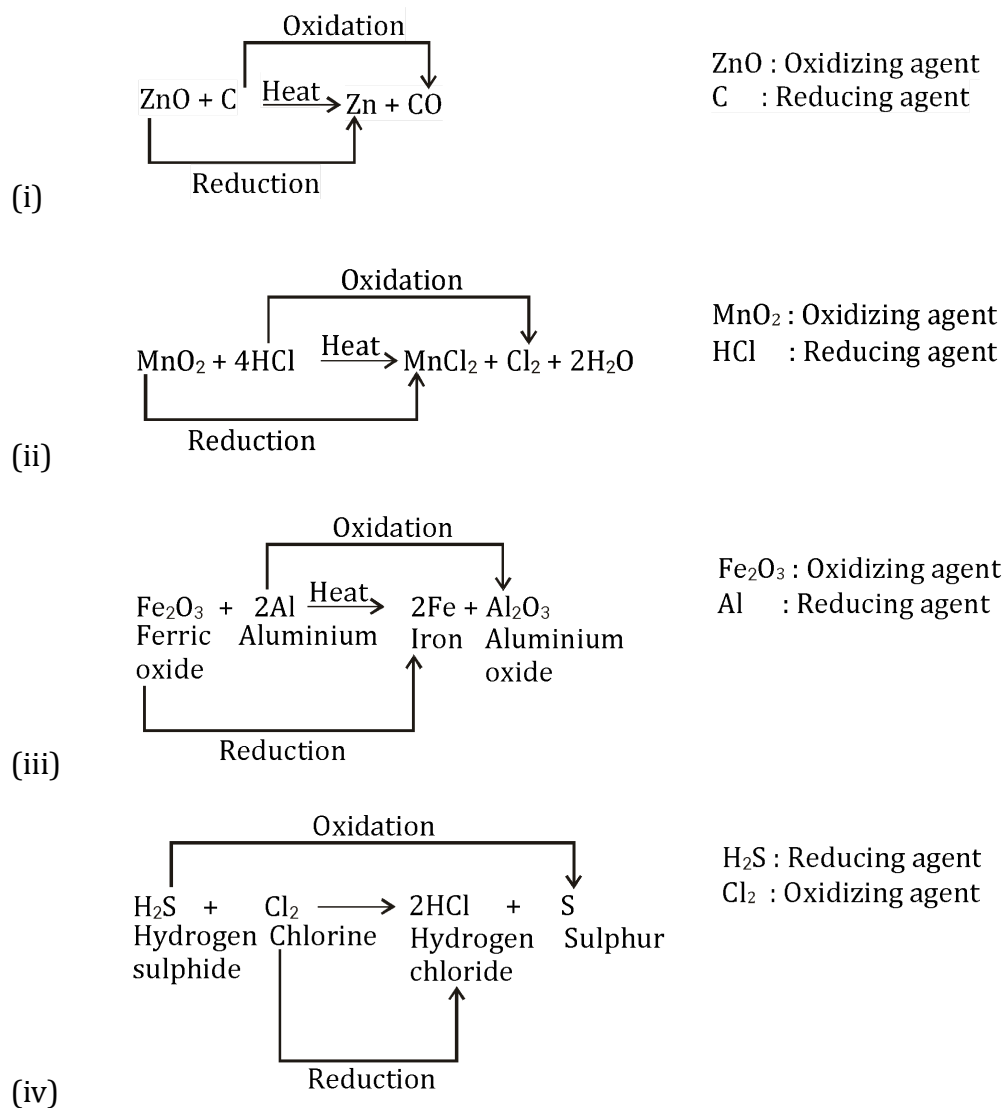 Oxidation
ZnO + C Heat Zn + CO
Reduction
ZnO : Oxidizing agent
C : Reducing agent
(i)
Oxidation
MnO₂ + 4HCl Heat MnCl₂ + Cl₂ + 2H₂O
Reduction
MnO₂ : Oxidizing agent
HCl : Reducing agent
(ii)
Oxidation
Fe₂O₃ + 2Al Heat 2Fe + Al₂O₃
Ferric Aluminium Iron Aluminium
oxide oxide
Reduction
Fe₂O₃ : Oxidizing agent
Al : Reducing agent
(iii)
Oxidation
H₂S + Cl₂ 2HCl + S
Hydrogen Chlorine Hydrogen Sulphur
sulphide chloride
Reduction
H₂S : Reducing agent
Cl₂ : Oxidizing agent
(iv)